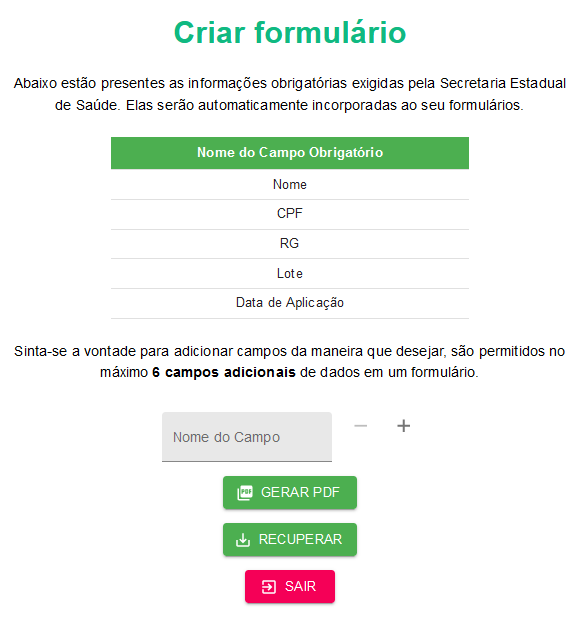 Criar formulário
Abaixo estão presentes as informações obrigatórias exigidas pela Secretaria Estadual
de Saúde. Elas serão automaticamente incorporadas ao seu formulários.
Nome do Campo Obrigatório
Nome
CPF
RG
Lote
Data de Aplicação
Sinta-se a vontade para adicionar campos da maneira que desejar, são permitidos no
máximo 6 campos adicionais de dados em um formulário.
Nome do Campo
PDF GERAR PDF
RECUPERAR
SAIR